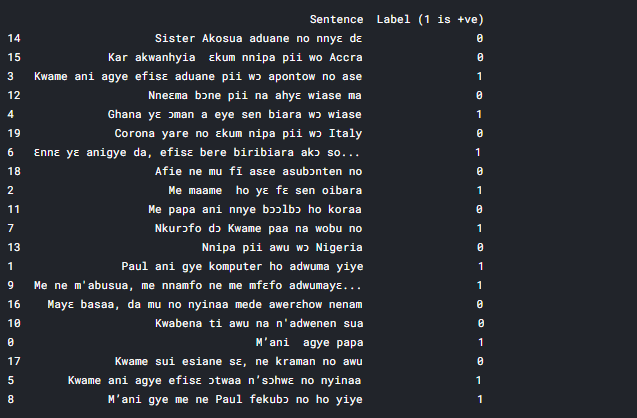 Sentence Label (1 is +ve)
14 Sister Akosua aduane no nnyɛ dɛ 0
15 Kar akwanhyia ɛkum nnipa pii wo Accra 0
3 Kwame ani agye efisɛ aduane pii wɔ apontow no ase 1
12 Nneɛma bɔne pii na ahyɛ wiase ma 0
4 Ghana yɛ ɔman a eye sen biara wɔ wiase 1
19 Corona yare no ɛkum nipa pii wɔ Italy 0
6 Ɛnnɛ yɛ anigye da, efisɛ bere biribiara akɔ so... 1
18 Afie ne mu fĩ asɛe asubɔnten no 0
2 Me maame ho yɛ fɛ sen oibara 1
11 Me papa ani nnye bɔɔlbɔ ho koraa 0
7 Nkurɔfo dɔ Kwame paa na wobu no 1
13 Nnipa pii awu wɔ Nigeria 0
1 Paul ani gye komputer ho adwuma yiye 1
9 Me ne m'abusua, me nnamfo ne me mfɛfo adwumayɛ... 1
16 Mayɛ basaa, da mu no nyinaa mede awerɛhow nenam 0
10 Kwabena ti awu na n'adwenen sua 0
0 M’ani agye papa 1
17 Kwame sui esiane sɛ, ne kraman no awu 0
5 Kwame ani agye efisɛ ɔtwaa n’sɔhwɛ no nyinaa 1
8 M’ani gye me ne Paul fekubɔ no ho yiye 1